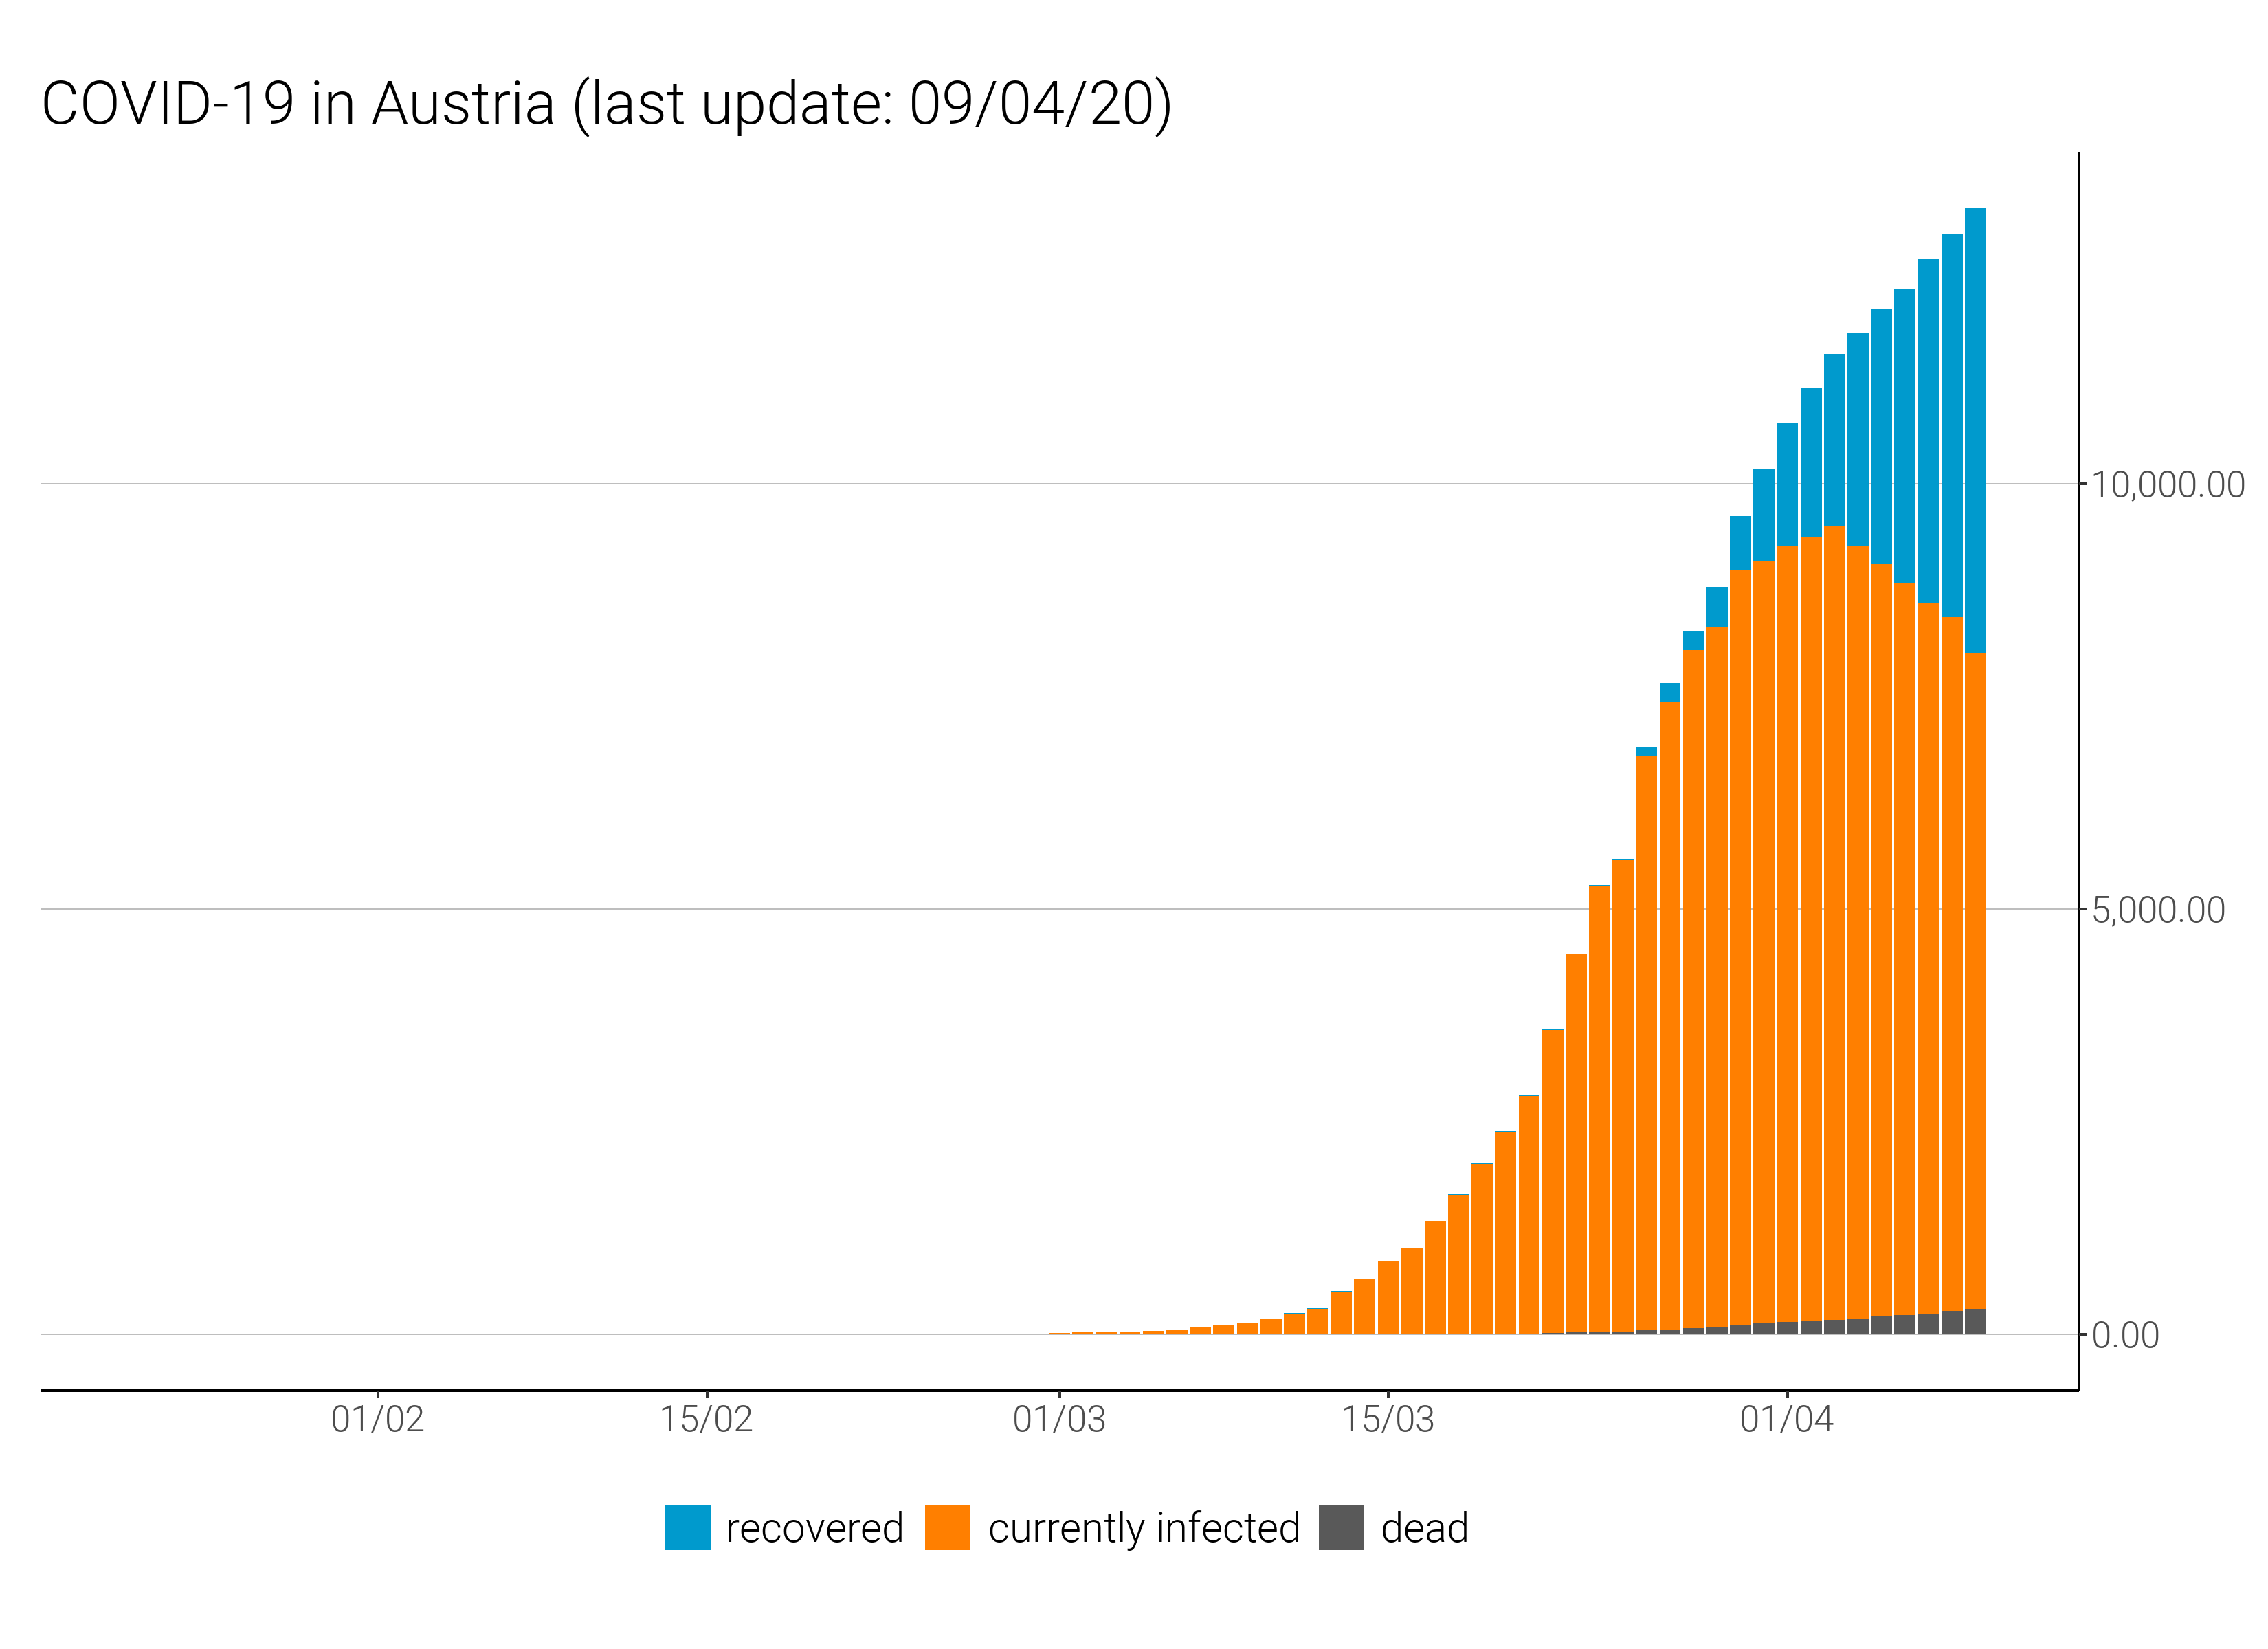 COVID-19 in Austria (last update: 09/04/20)
10,000.00
5,000.00
0.00
01/02 15/02 01/03 15/03 01/04
recovered currently infected dead